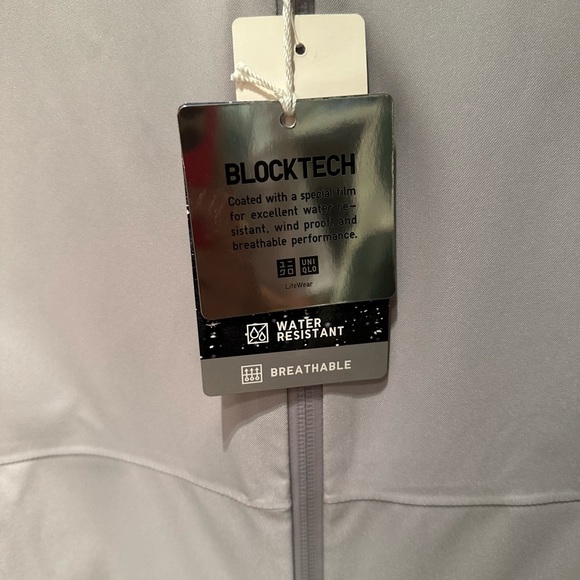 BLOCKTECH
Coated with a special film
for excellent water re-
sistant, wind proof and
breathable performance.
ユニ UNI
クロ QLO
LifeWear
WATER
RESISTANT
BREATHABLE